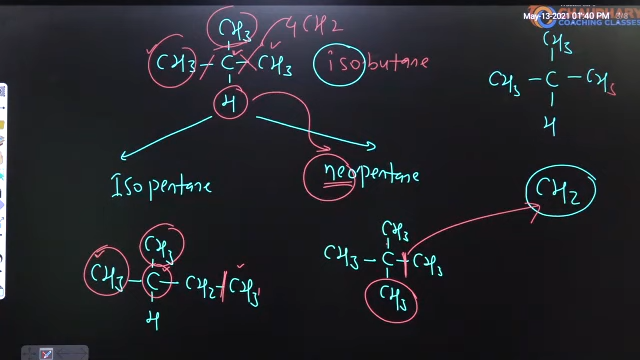 CHAUDHARY
COACHING CLASSES
May-13-2021 01:40 PM
CH3 4CH2
CH3 - C - CH3 isobutane
H
CH3
CH3 - C - CH3
H
Isopentane neopentane
CH2
CH3
CH3 - C - CH2 - CH3
H
CH3
CH3 - C - CH3
CH3